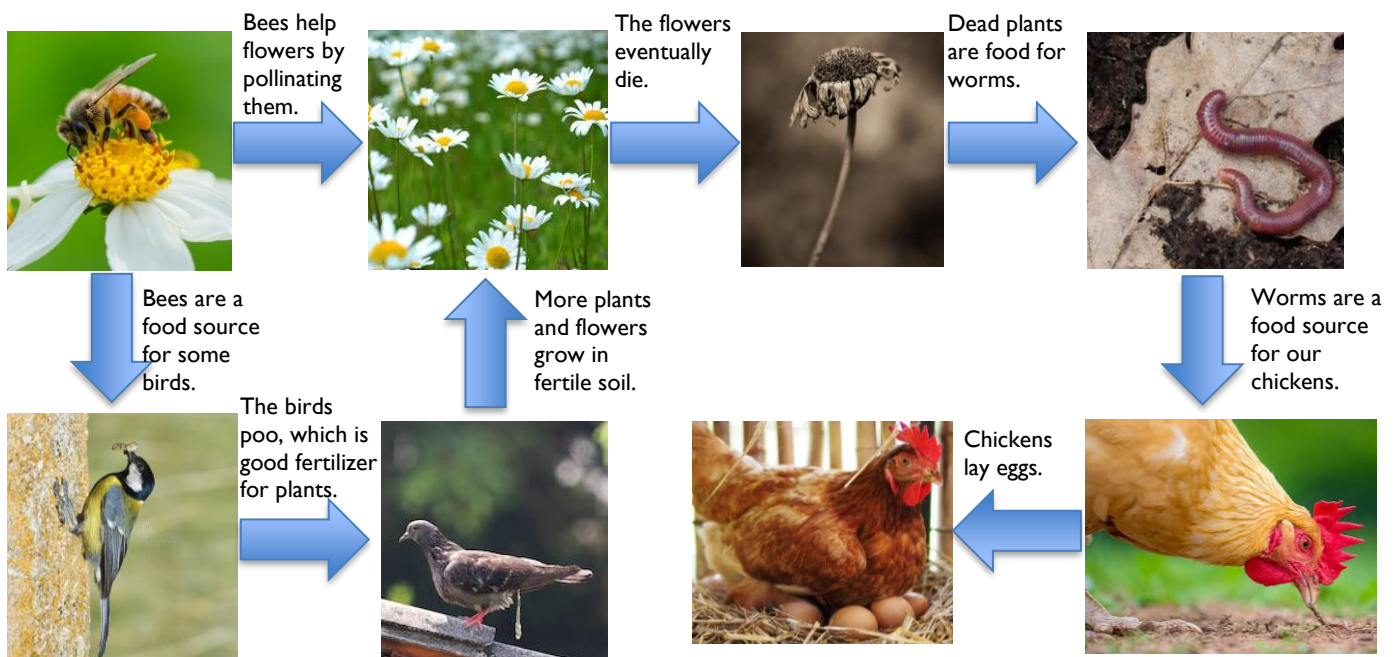 Bees help
flowers by
pollinating
them.
The flowers
eventually
die.
Dead plants
are food for
worms.
Bees are a
food source
for some
birds.
More plants
and flowers
grow in
fertile soil.
Worms are a
food source
for our
chickens.
The birds
poo, which is
good fertilizer
for plants.
Chickens
lay eggs.